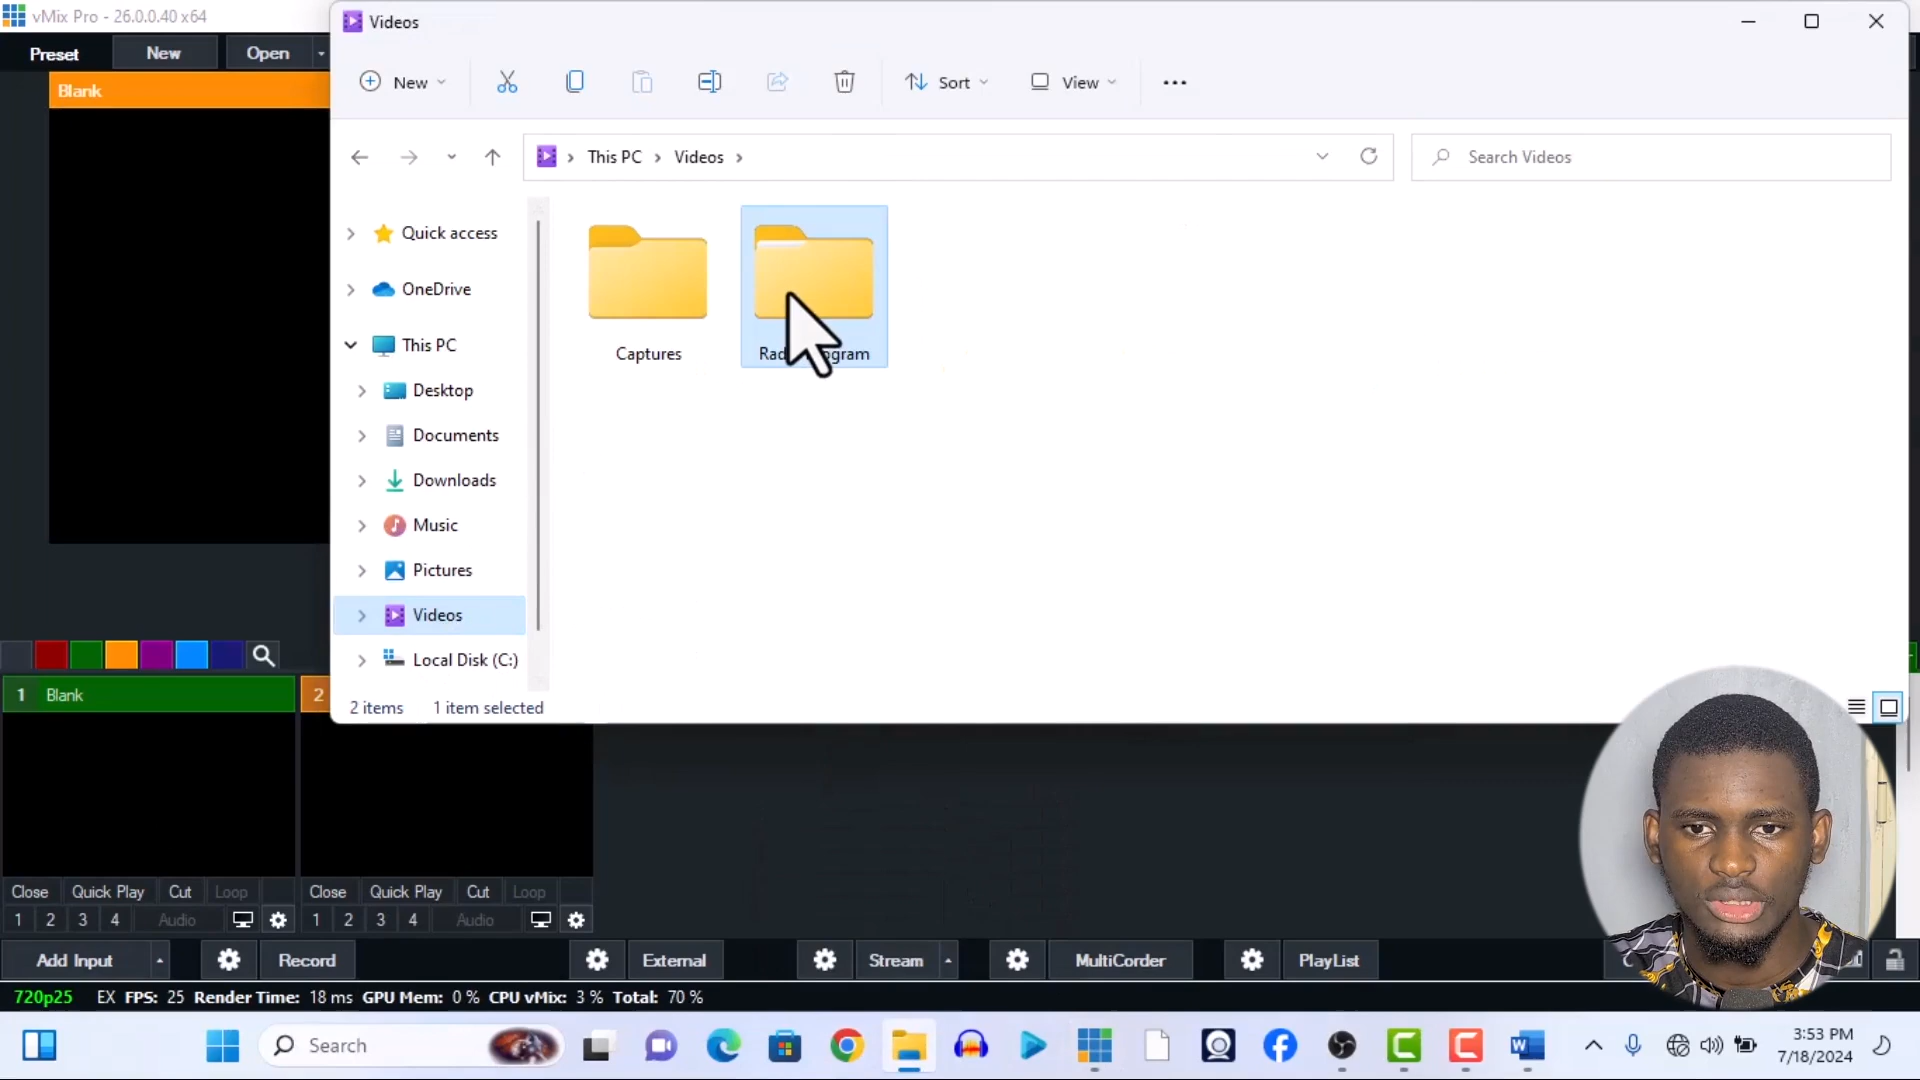 vMix Pro - 26.0.0.40 x64
Videos
Preset
New
Open
New
Sort
View
Blank
This PC
Videos
Search Videos
Quick access
OneDrive
This PC
Desktop
Documents
Downloads
Music
Pictures
Videos
Local Disk (C:)
Captures
2 items
1 item selected
1 Blank
2
Close Quick Play Cut Loop
Close Quick Play Cut Loop
1 2 3 4 Audio
1 2 3 4 Audio
Add Input
Record
External
Stream
MultiCorder
PlayList
720p25 EX FPS: 25 Render Time: 18 ms GPU Mem: 0 % CPU vMix: 3 % Total: 70 %
Search
3:53 PM
7/18/2024